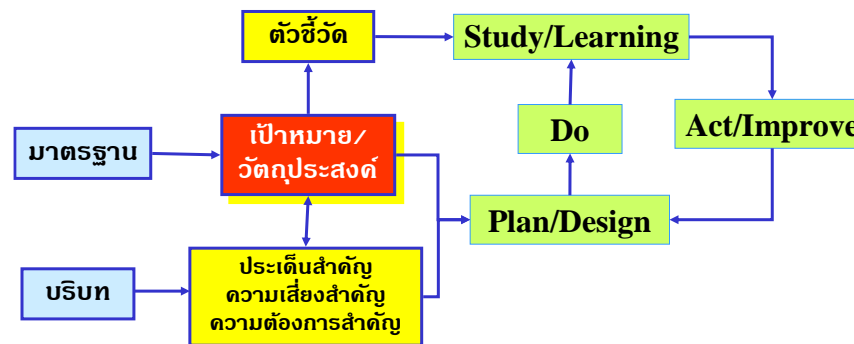 ตัวชี้วัด
Study/Learning
มาตรฐาน
เป้าหมาย/
วัตถุประสงค์
Do
Act/Improve
Plan/Design
บริบท
ประเด็นสำคัญ
ความเสี่ยงสำคัญ
ความต้องการสำคัญ